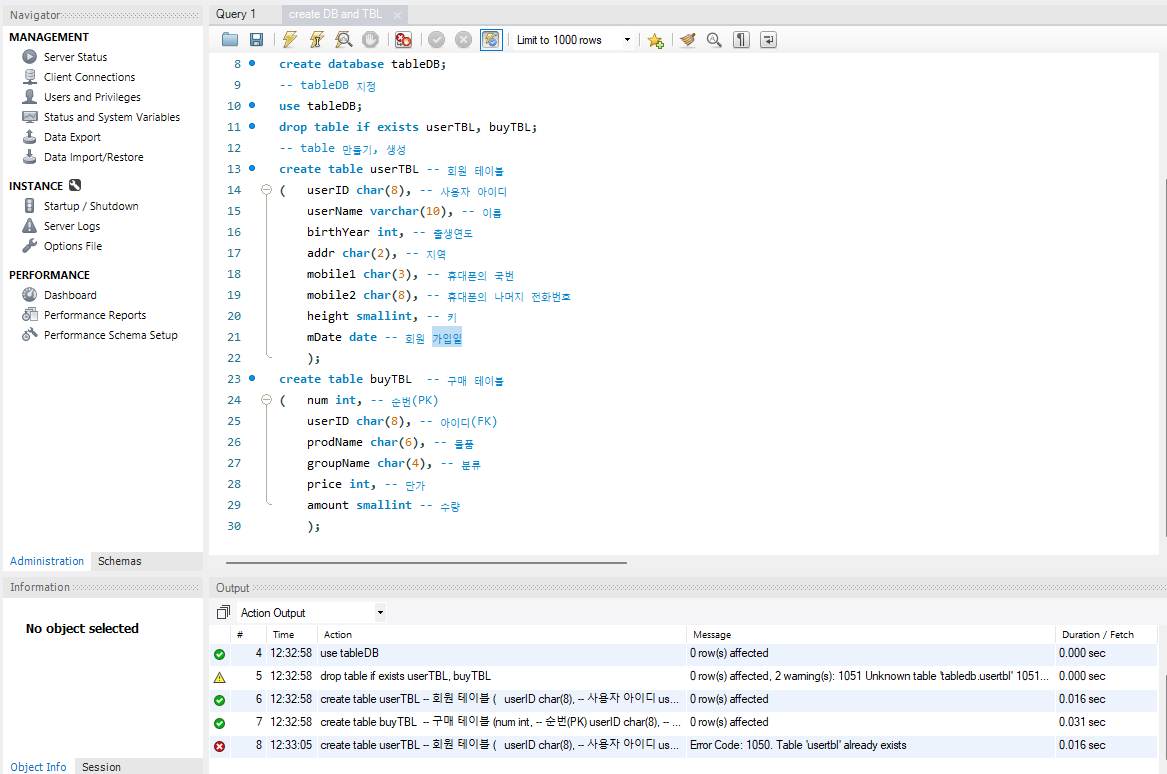 Navigator
MANAGEMENT
Server Status
Client Connections
Users and Privileges
Status and System Variables
Data Export
Data Import/Restore
INSTANCE
Startup / Shutdown
Server Logs
Options File
PERFORMANCE
Dashboard
Performance Reports
Performance Schema Setup
Administration Schemas
Information
No object selected
Object Info Session
Query 1 create DB and TBL
Limit to 1000 rows
8 create database tableDB;
9 -- tableDB 지정
10 use tableDB;
11 drop table if exists userTBL, buyTBL;
12 -- table 만들기, 생성
13 create table userTBL -- 회원 테이블
14 ( userID char(8), -- 사용자 아이디
15 userName varchar(10), -- 이름
16 birthYear int, -- 출생연도
17 addr char(2), -- 지역
18 mobile1 char(3), -- 휴대폰의 국번
19 mobile2 char(8), -- 휴대폰의 나머지 전화번호
20 height smallint, -- 키
21 mDate date -- 회원 가입일
22 );
23 create table buyTBL -- 구매 테이블
24 ( num int, -- 순번(PK)
25 userID char(8), -- 아이디(FK)
26 prodName char(6), -- 물품
27 groupName char(4), -- 분류
28 price int, -- 단가
29 amount smallint -- 수량
30 );
Output
Action Output
# Time Action Message Duration / Fetch
4 12:32:58 use tableDB 0 row(s) affected 0.000 sec
5 12:32:58 drop table if exists userTBL, buyTBL 0 row(s) affected, 2 warning(s): 1051 Unknown table 'tabledb.usertbl' 1051... 0.000 sec
6 12:32:58 create table userTBL -- 회원 테이블 ( userID char(8), -- 사용자 아이디 us... 0 row(s) affected 0.016 sec
7 12:32:58 create table buyTBL -- 구매 테이블 (num int, -- 순번(PK) userID char(8), -- ... 0 row(s) affected 0.031 sec
8 12:33:05 create table userTBL -- 회원 테이블 ( userID char(8), -- 사용자 아이디 us... Error Code: 1050. Table 'usertbl' already exists 0.016 sec